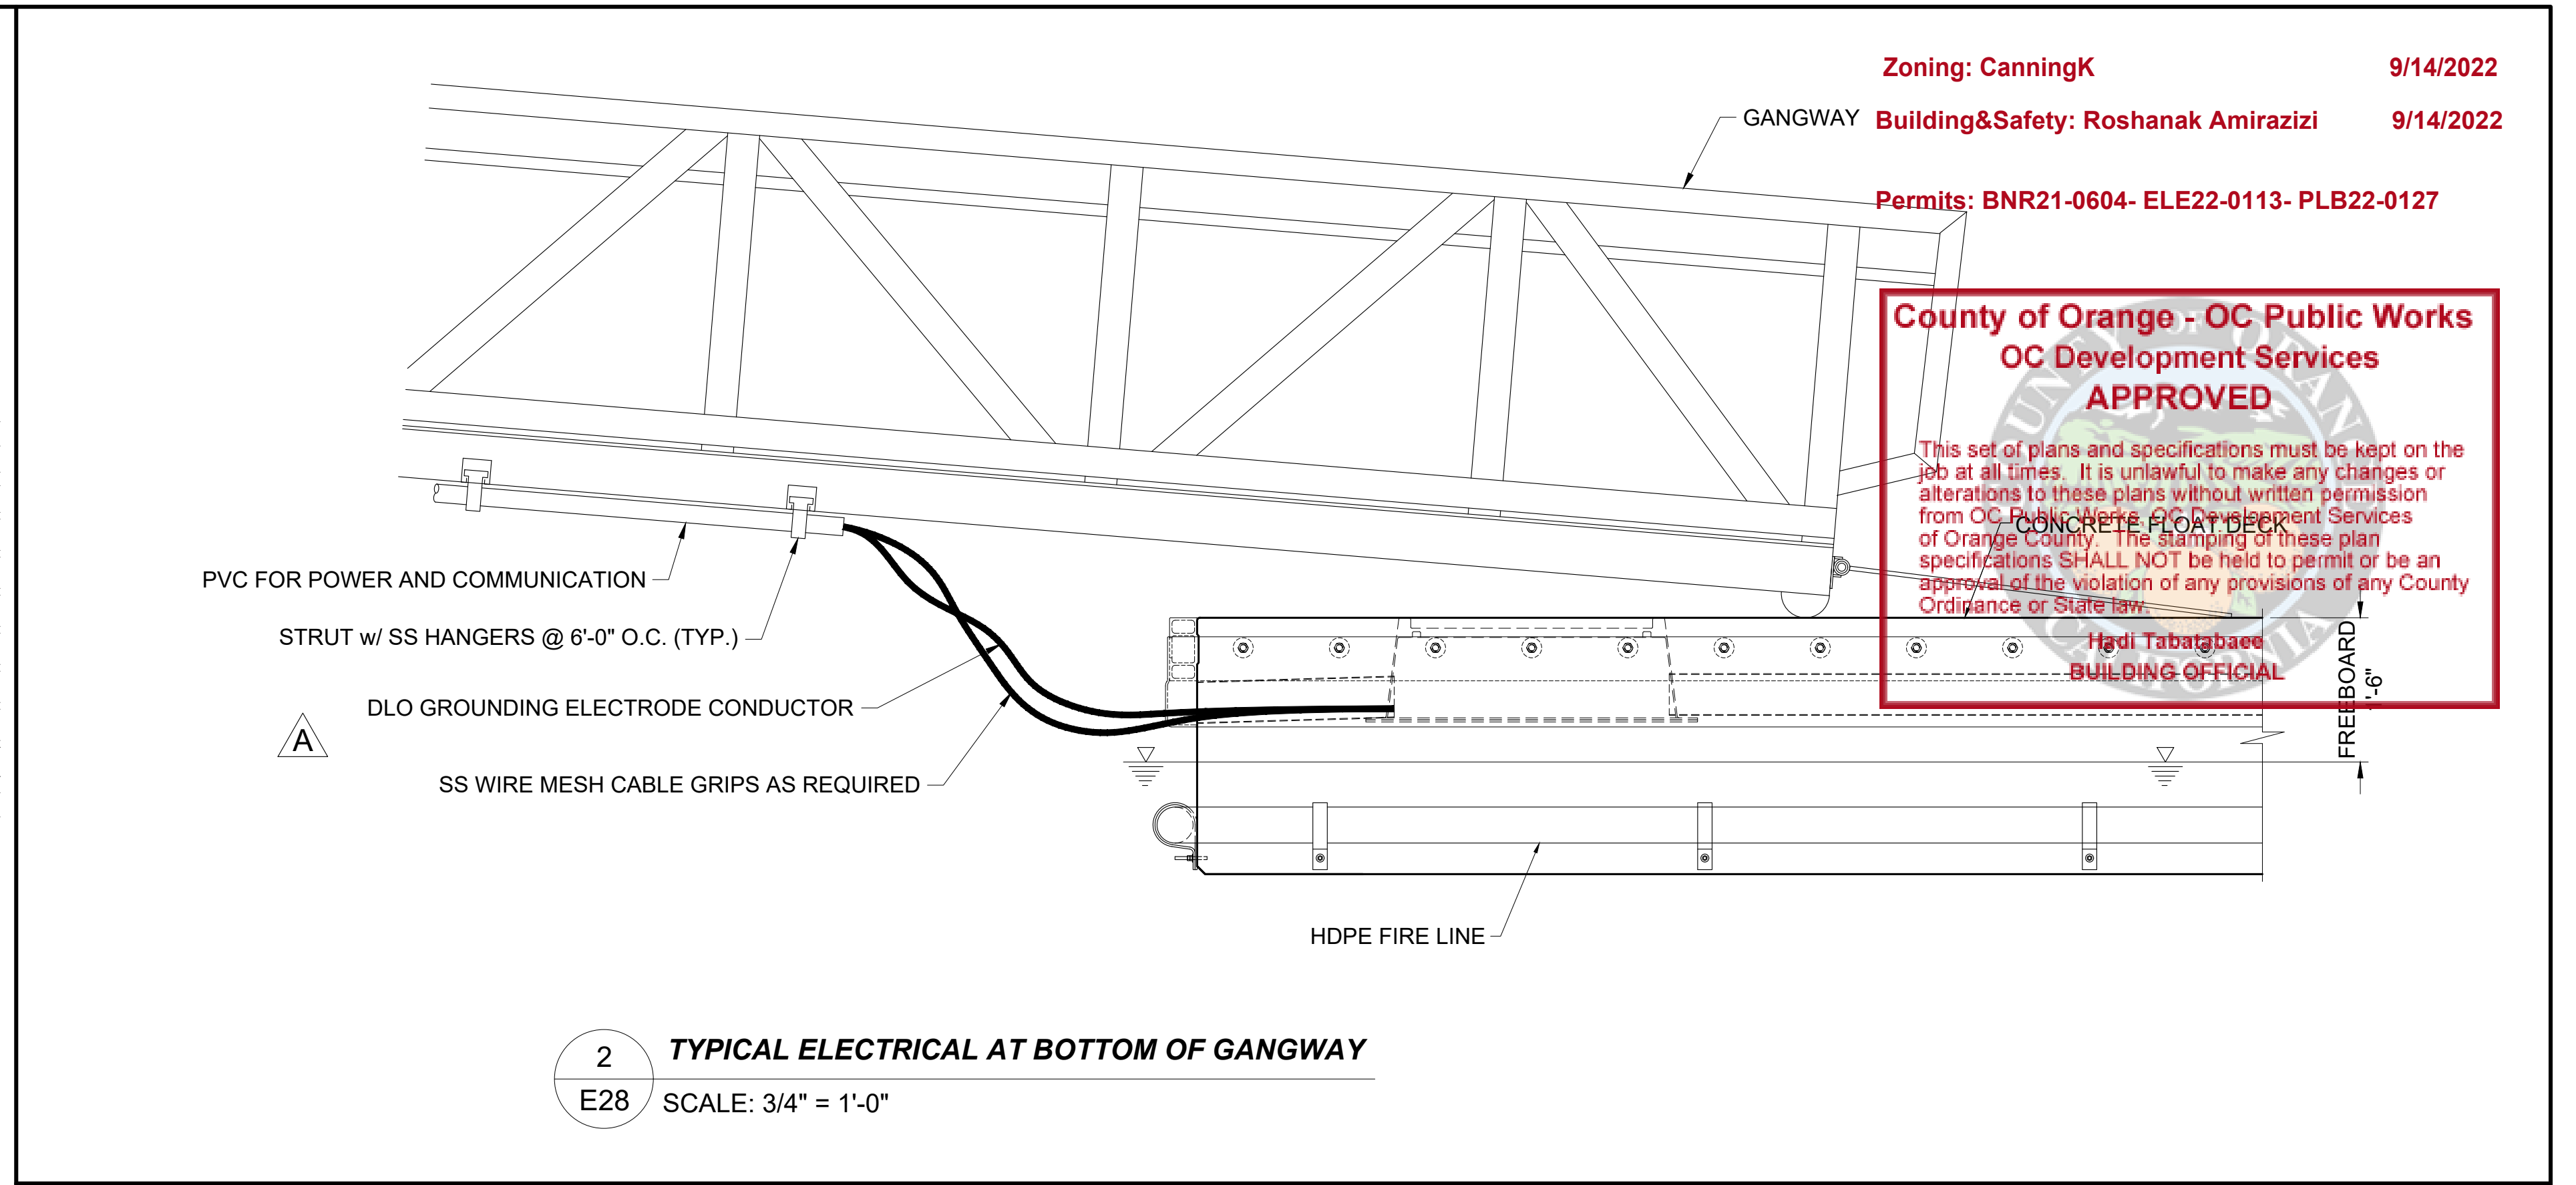 Zoning: CanningK 9/14/2022
GANGWAY
Building&Safety: Roshanak Amirazizi 9/14/2022
Permits: BNR21-0604- ELE22-0113- PLB22-0127
County of Orange - OC Public Works
OC Development Services
APPROVED
This set of plans and specifications must be kept on the
job at all times. It is unlawful to make any changes or
alterations to these plans without written permission
from OC Public Works, OC Development Services
of Orange County. The stamping of these plan
specifications SHALL NOT be held to permit or be an
approval of the violation of any provisions of any County
Ordinance or State law.
Hadi Tabatabaee
BUILDING OFFICIAL
COUNTY OF ORANGE
CALIFORNIA
CONCRETE FLOAT DECK
FREEBOARD
1'-6"
PVC FOR POWER AND COMMUNICATION
STRUT w/ SS HANGERS @ 6'-0" O.C. (TYP.)
DLO GROUNDING ELECTRODE CONDUCTOR
A
SS WIRE MESH CABLE GRIPS AS REQUIRED
HDPE FIRE LINE
2
E28
TYPICAL ELECTRICAL AT BOTTOM OF GANGWAY
SCALE: 3/4" = 1'-0"